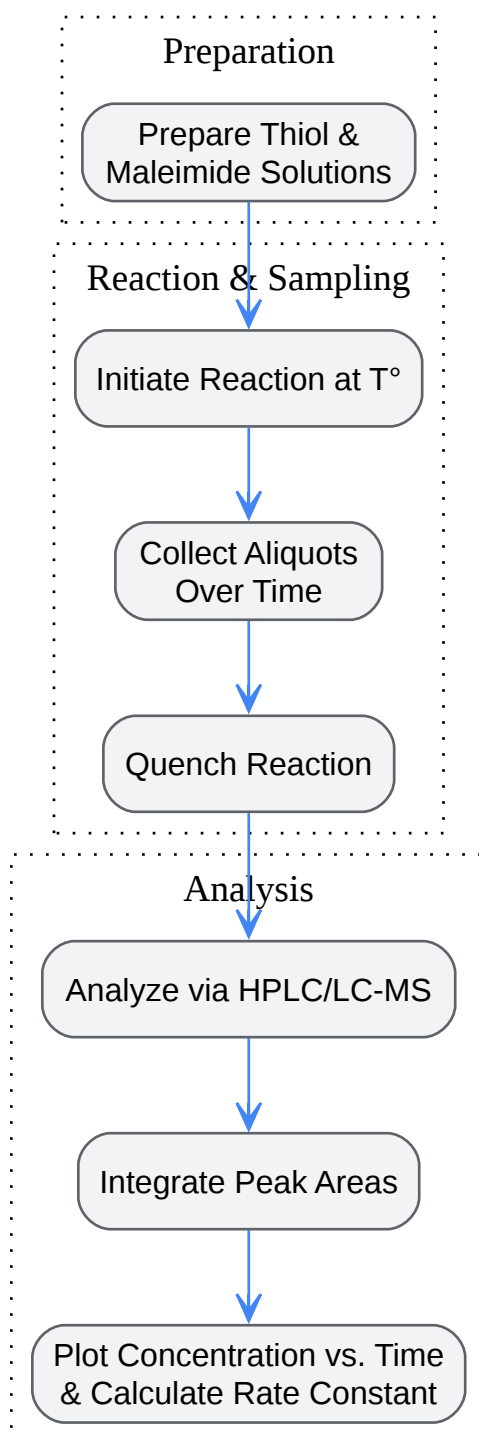 Preparation
Prepare Thiol &
Maleimide Solutions
Reaction & Sampling
Initiate Reaction at T°
Collect Aliquots
Over Time
Quench Reaction
Analysis
Analyze via HPLC/LC-MS
Integrate Peak Areas
Plot Concentration vs. Time
& Calculate Rate Constant